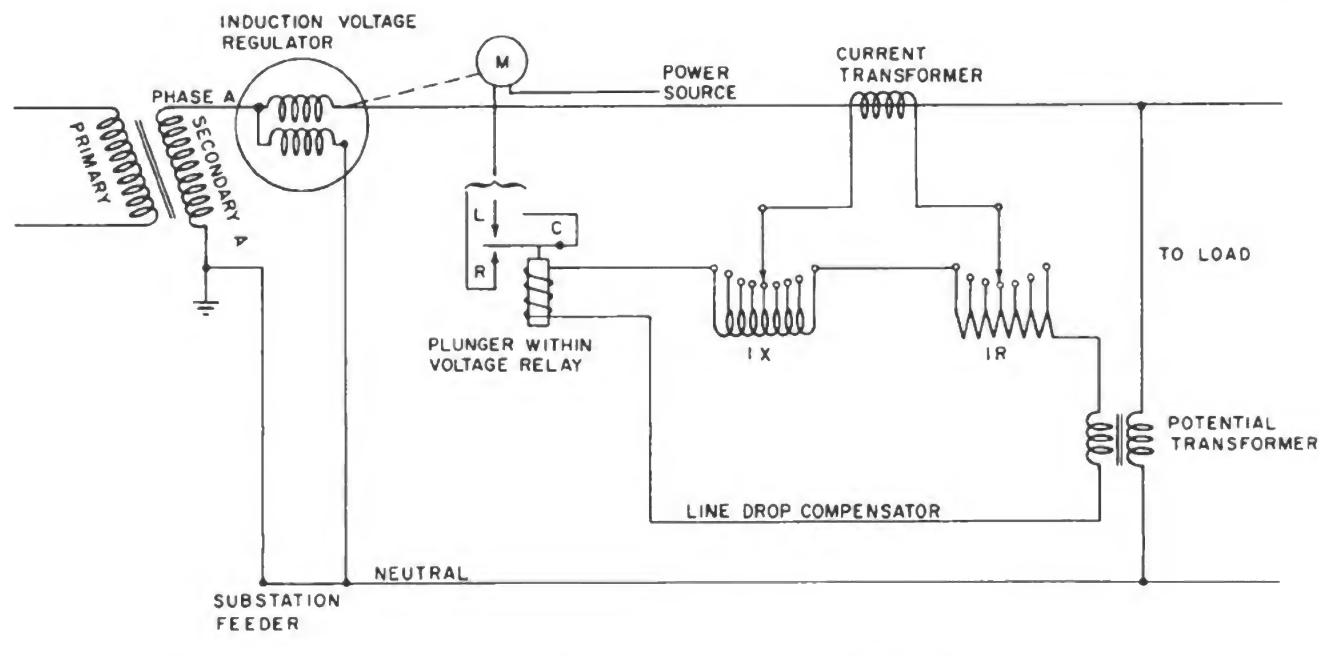 INDUCTION VOLTAGE
REGULATOR
M
POWER
SOURCE
CURRENT
TRANSFORMER
PHASE A
PRIMARY
SECONDARY A
L
C
R
PLUNGER WITHIN
VOLTAGE RELAY
IX
IR
TO LOAD
POTENTIAL
TRANSFORMER
LINE DROP COMPENSATOR
NEUTRAL
SUBSTATION
FEEDER